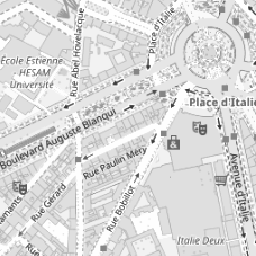 Place d'Italie
Rue Abel Hovelacque
École Estienne
- HESAM
Université
Place d'Itali
Boulevard Auguste Blanqui
Rue Paulin Méry
Rue Gérard
Rue Bobillot
Avenue d'Italie
Italie Deux